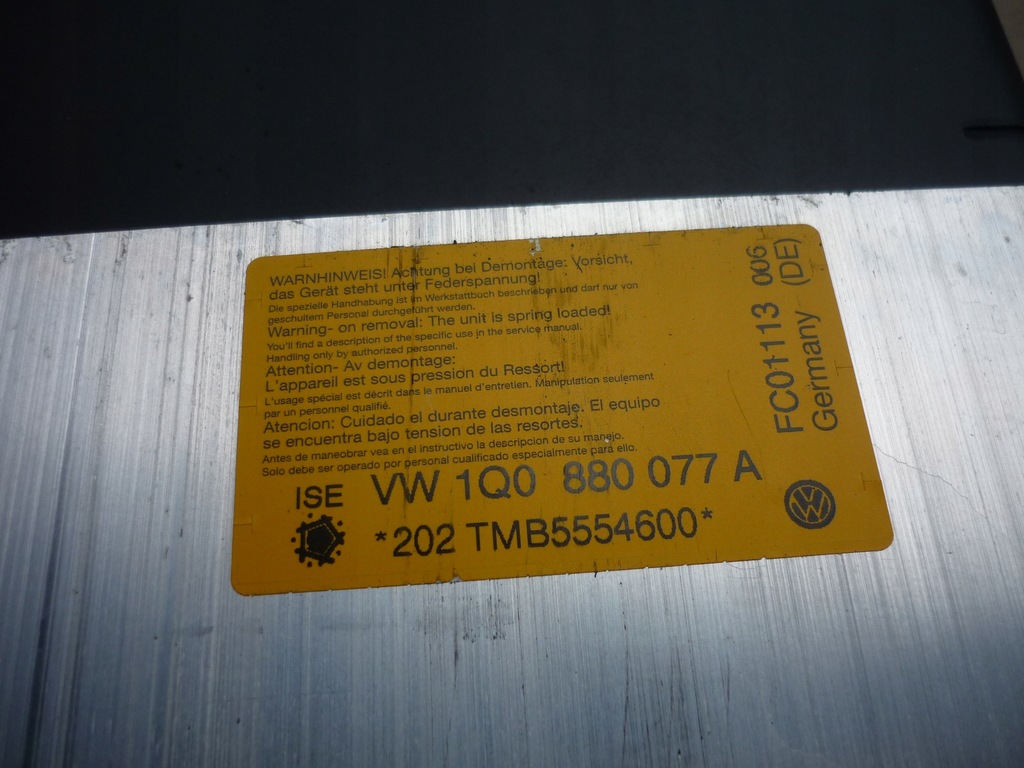 WARNHINWEIS! Achtung bei Demontage: Vorsicht,
das Gerät steht unter Federspannung!
Die spezielle Handhabung ist im Werkstattbuch beschrieben und darf nur von
geschultem Personal durchgeführt werden.
Warning- on removal: The unit is spring loaded!
You'll find a description of the specific use in the service manual.
Handling only by authorized personnel.
Attention- Av demontage:
L'appareil est sous pression du Ressort!
L'usage spécial est décrit dans le manuel d'entretien. Manipulation seulement
par un personnel qualifié.
Atencion: Cuidado el durante desmontaje. El equipo
se encuentra bajo tension de las resortes.
Antes de maneobrar vea en el instructivo la descripcion de su manejo.
Solo debe ser operado por personal cualificado especialmente para ello.
ISE VW 1Q0 880 077 A
*202 TMB5554600*
FC01113 006
Germany (DE)